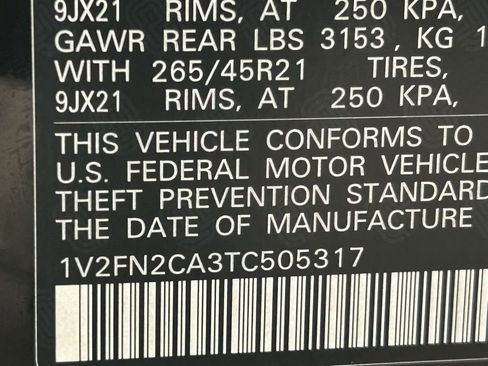 9JX21 RIMS, AT 250 KPA,
GAWR REAR LBS 3153 , KG 1
WITH 265/45R21 TIRES,
9JX21 RIMS, AT 250 KPA,
THIS VEHICLE CONFORMS TO
U.S. FEDERAL MOTOR VEHICLE
THEFT PREVENTION STANDARD
THE DATE OF MANUFACTURE
1V2FN2CA3TC505317